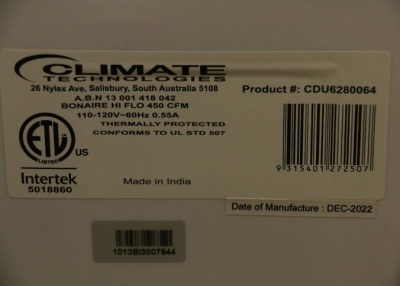 CLIMATE
TECHNOLOGIES
26 Nylex Ave, Salisbury, South Australia 5108
A.B.N 13 001 418 042
BONAIRE HI FLO 450 CFM
110-120V~60Hz 0.55A
THERMALLY PROTECTED
CONFORMS TO UL STD 507
Product #: CDU6280064
9 315401 272507
ETL
LISTED
C
US
Intertek
5018860
Made in India
Date of Manufacture : DEC-2022
1013BI3007844